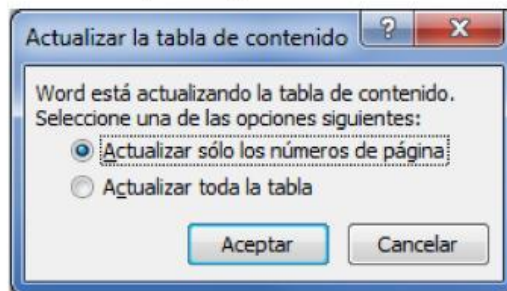 Actualizar la tabla de contenido
Word está actualizando la tabla de contenido.
Seleccione una de las opciones siguientes:
Actualizar sólo los números de página
Actualizar toda la tabla
Aceptar
Cancelar